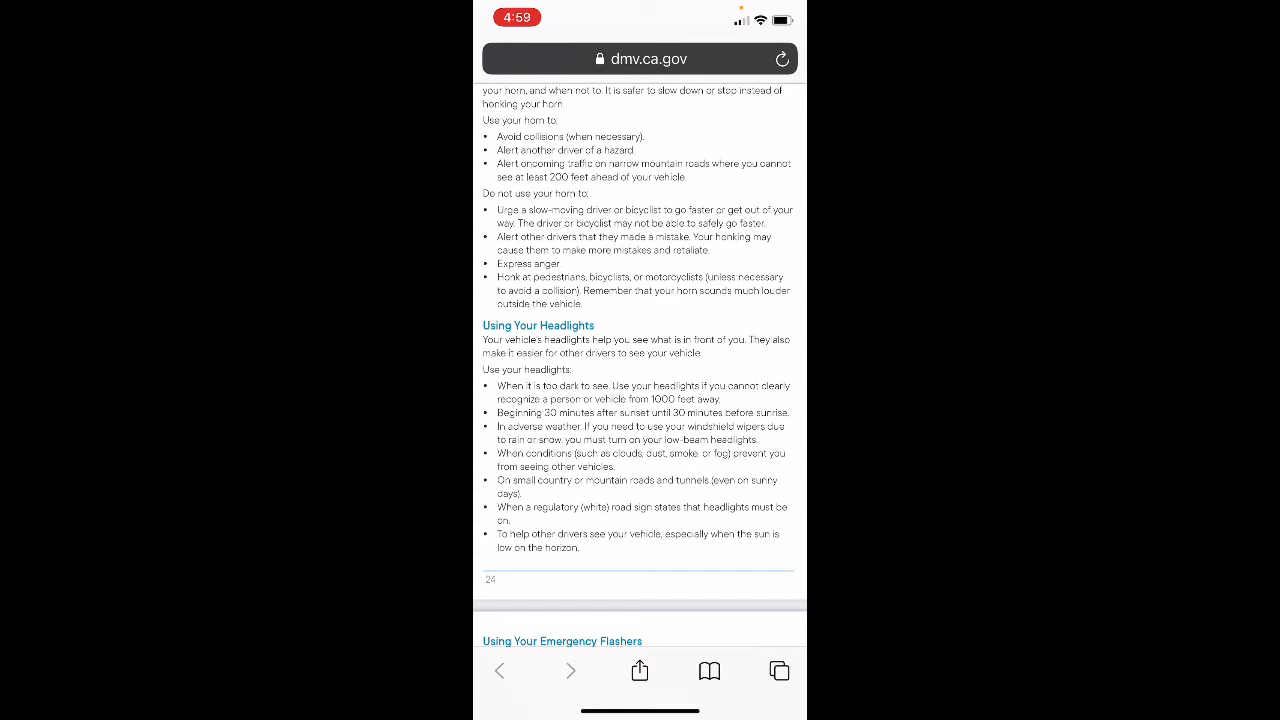 4:59
dmv.ca.gov
your horn, and when not to. It is safer to slow down or stop instead of
honking your horn.
Use your horn to:
• Avoid collisions (when necessary).
• Alert another driver of a hazard.
• Alert oncoming traffic on narrow mountain roads where you cannot
see at least 200 feet ahead of your vehicle.
Do not use your horn to:
• Urge a slow-moving driver or bicyclist to go faster or get out of your
way. The driver or bicyclist may not be able to safely go faster.
• Alert other drivers that they made a mistake. Your honking may
cause them to make more mistakes and retaliate.
• Express anger.
• Honk at pedestrians, bicyclists, or motorcyclists (unless necessary
to avoid a collision). Remember that your horn sounds much louder
outside the vehicle.
Using Your Headlights
Your vehicle's headlights help you see what is in front of you. They also
make it easier for other drivers to see your vehicle.
Use your headlights:
• When it is too dark to see. Use your headlights if you cannot clearly
recognize a person or vehicle from 1000 feet away.
• Beginning 30 minutes after sunset until 30 minutes before sunrise.
• In adverse weather. If you need to use your windshield wipers due
to rain or snow, you must turn on your low-beam headlights.
• When conditions (such as clouds, dust, smoke, or fog) prevent you
from seeing other vehicles.
• On small country or mountain roads and tunnels (even on sunny
days).
• When a regulatory (white) road sign states that headlights must be
on.
• To help other drivers see your vehicle, especially when the sun is
low on the horizon.
24
Using Your Emergency Flashers